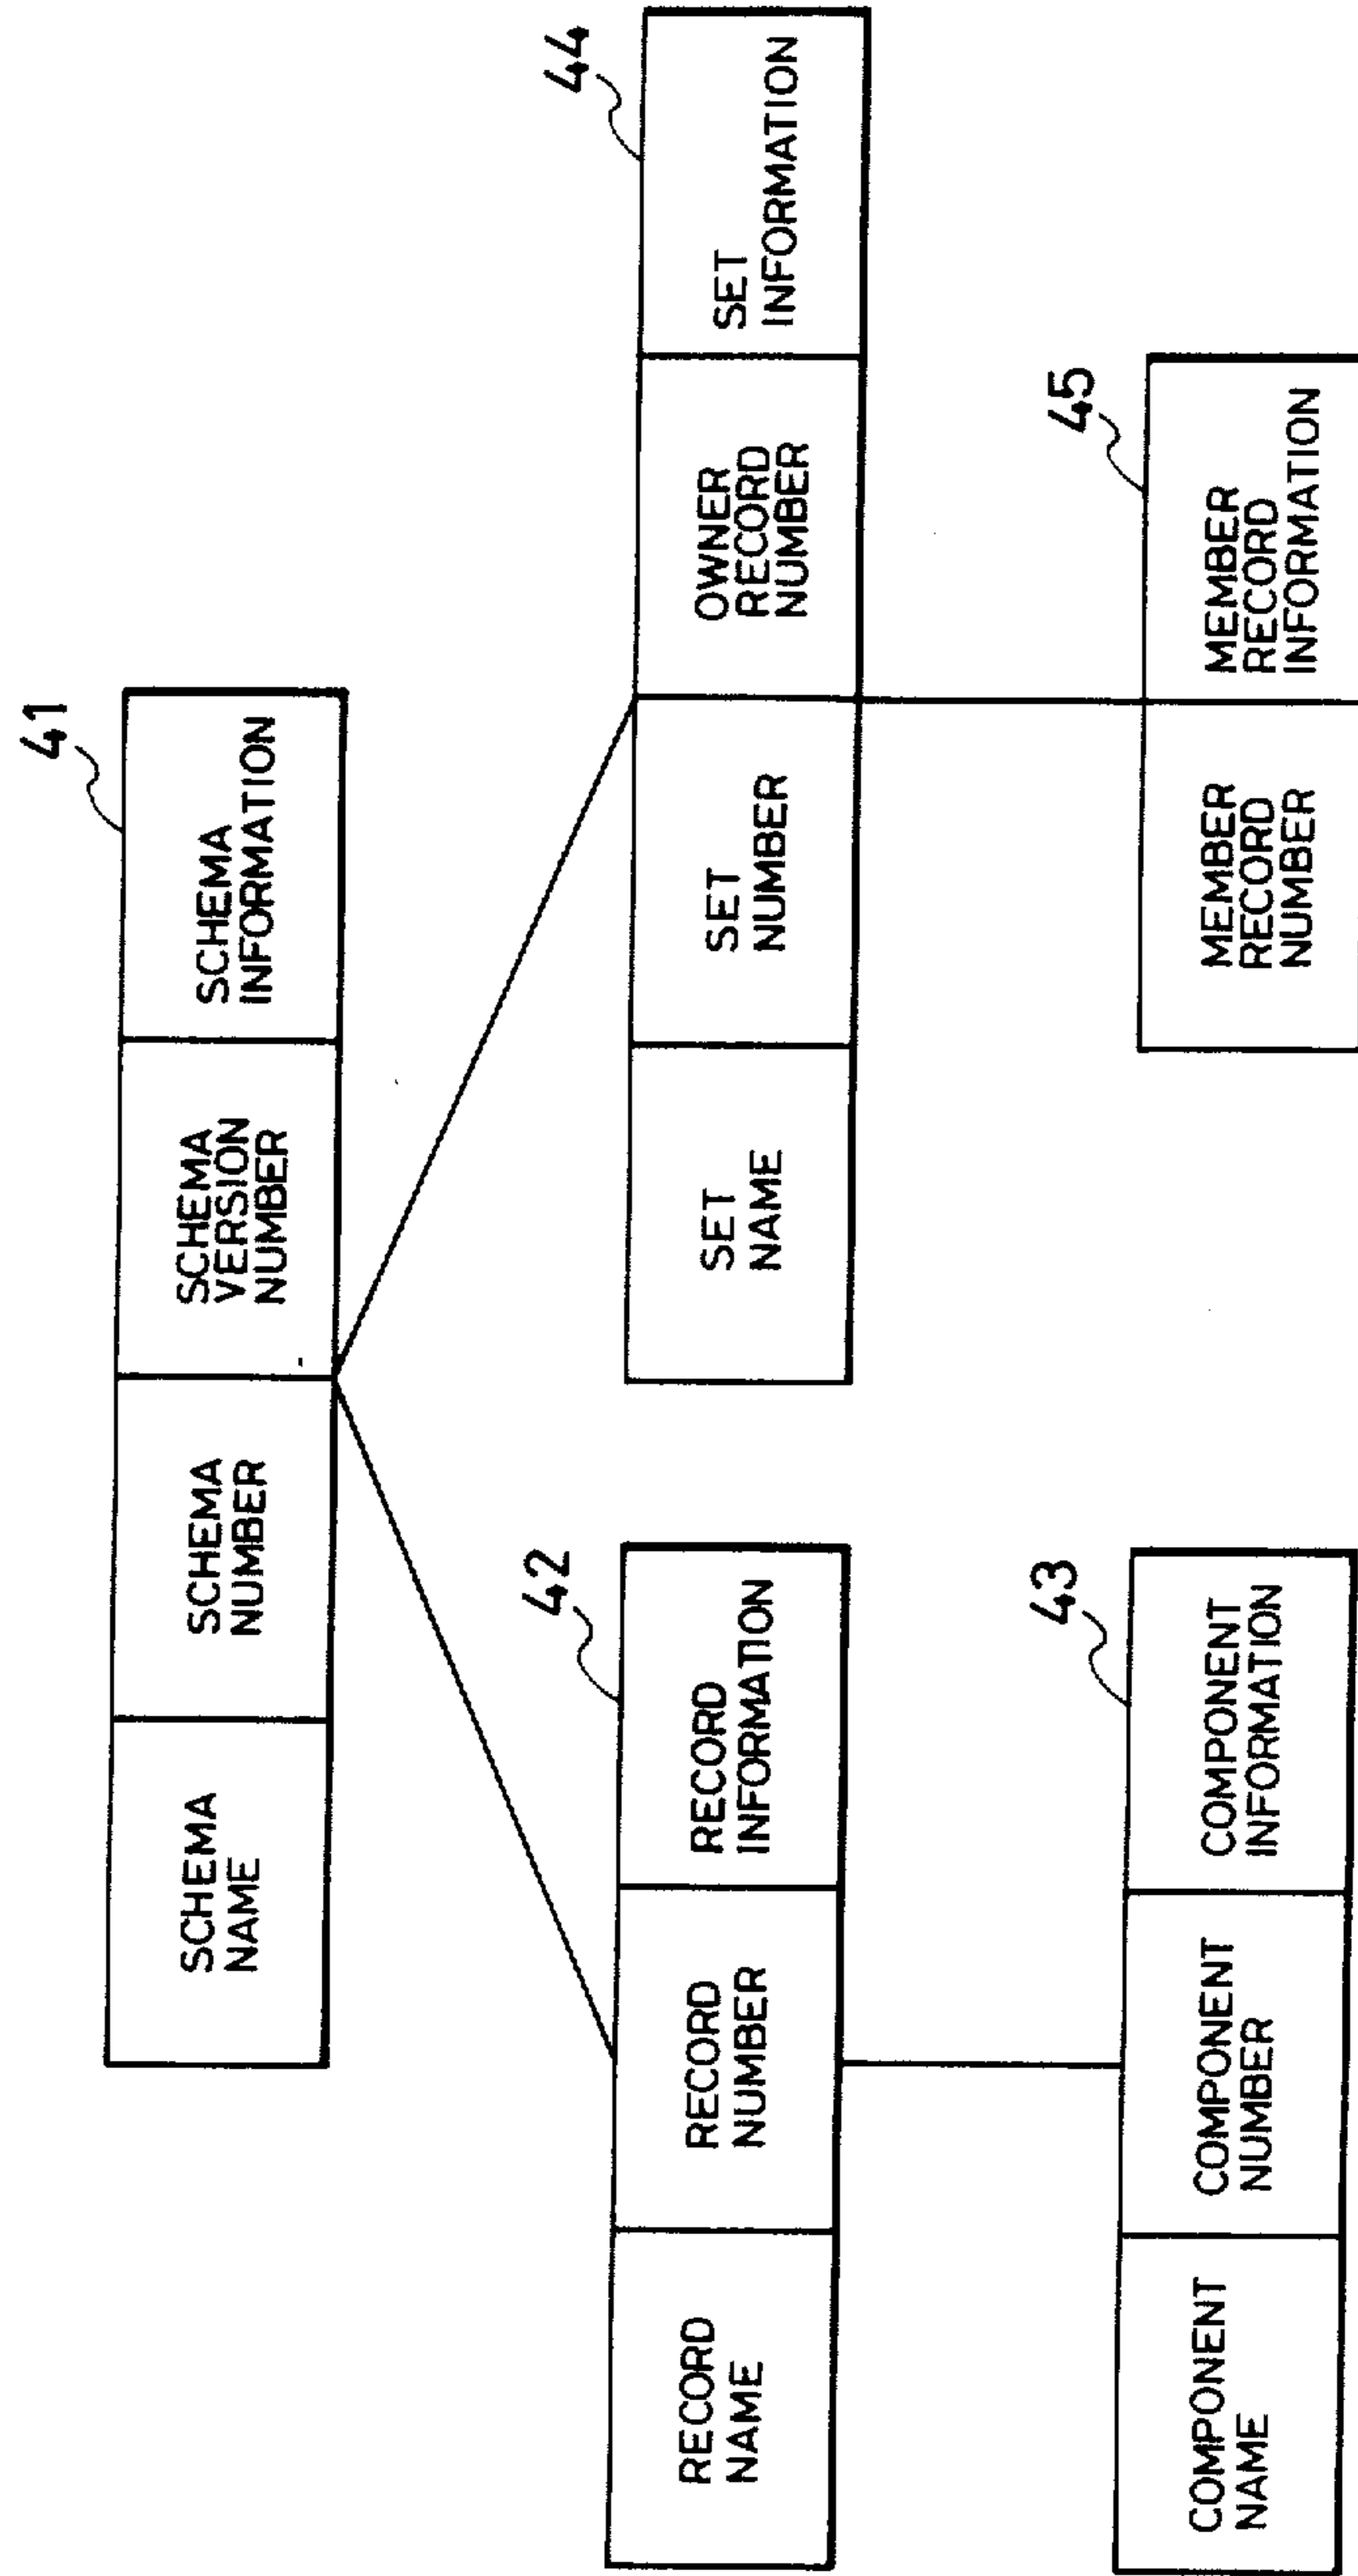 41
SCHEMA
NAME
SCHEMA
NUMBER
SCHEMA
VERSION
NUMBER
SCHEMA
INFORMATION
42
RECORD
NAME
RECORD
NUMBER
RECORD
INFORMATION
44
SET
NAME
SET
NUMBER
OWNER
RECORD
NUMBER
SET
INFORMATION
43
COMPONENT
NAME
COMPONENT
NUMBER
COMPONENT
INFORMATION
45
MEMBER
RECORD
NUMBER
MEMBER
RECORD
INFORMATION